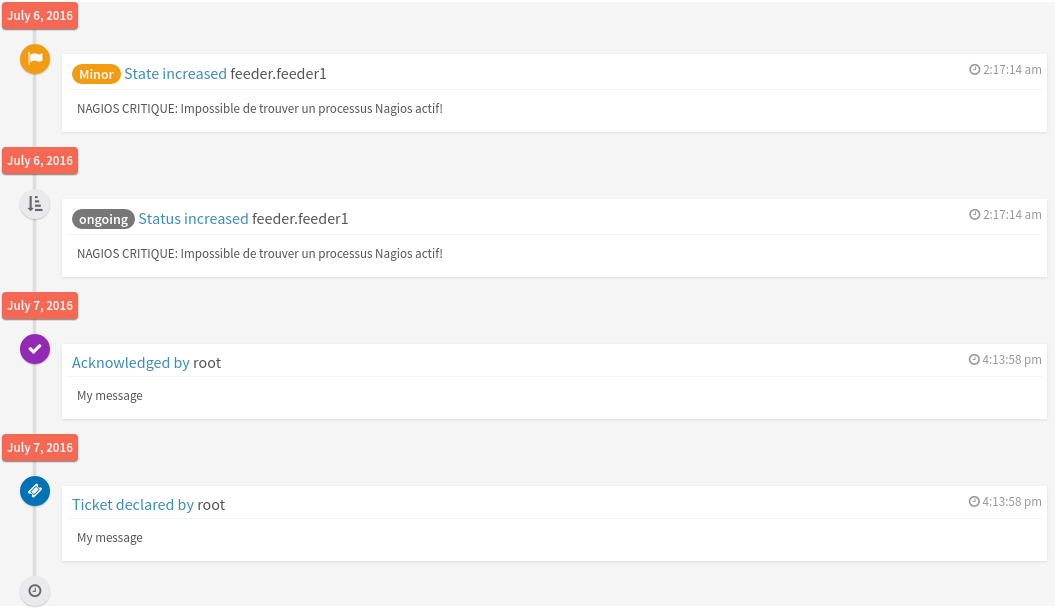 July 6, 2016
Minor State increased feeder.feeder1 2:17:14 am
NAGIOS CRITIQUE: Impossible de trouver un processus Nagios actif!
July 6, 2016
ongoing Status increased feeder.feeder1 2:17:14 am
NAGIOS CRITIQUE: Impossible de trouver un processus Nagios actif!
July 7, 2016
Acknowledged by root 4:13:58 pm
My message
July 7, 2016
Ticket declared by root 4:13:58 pm
My message